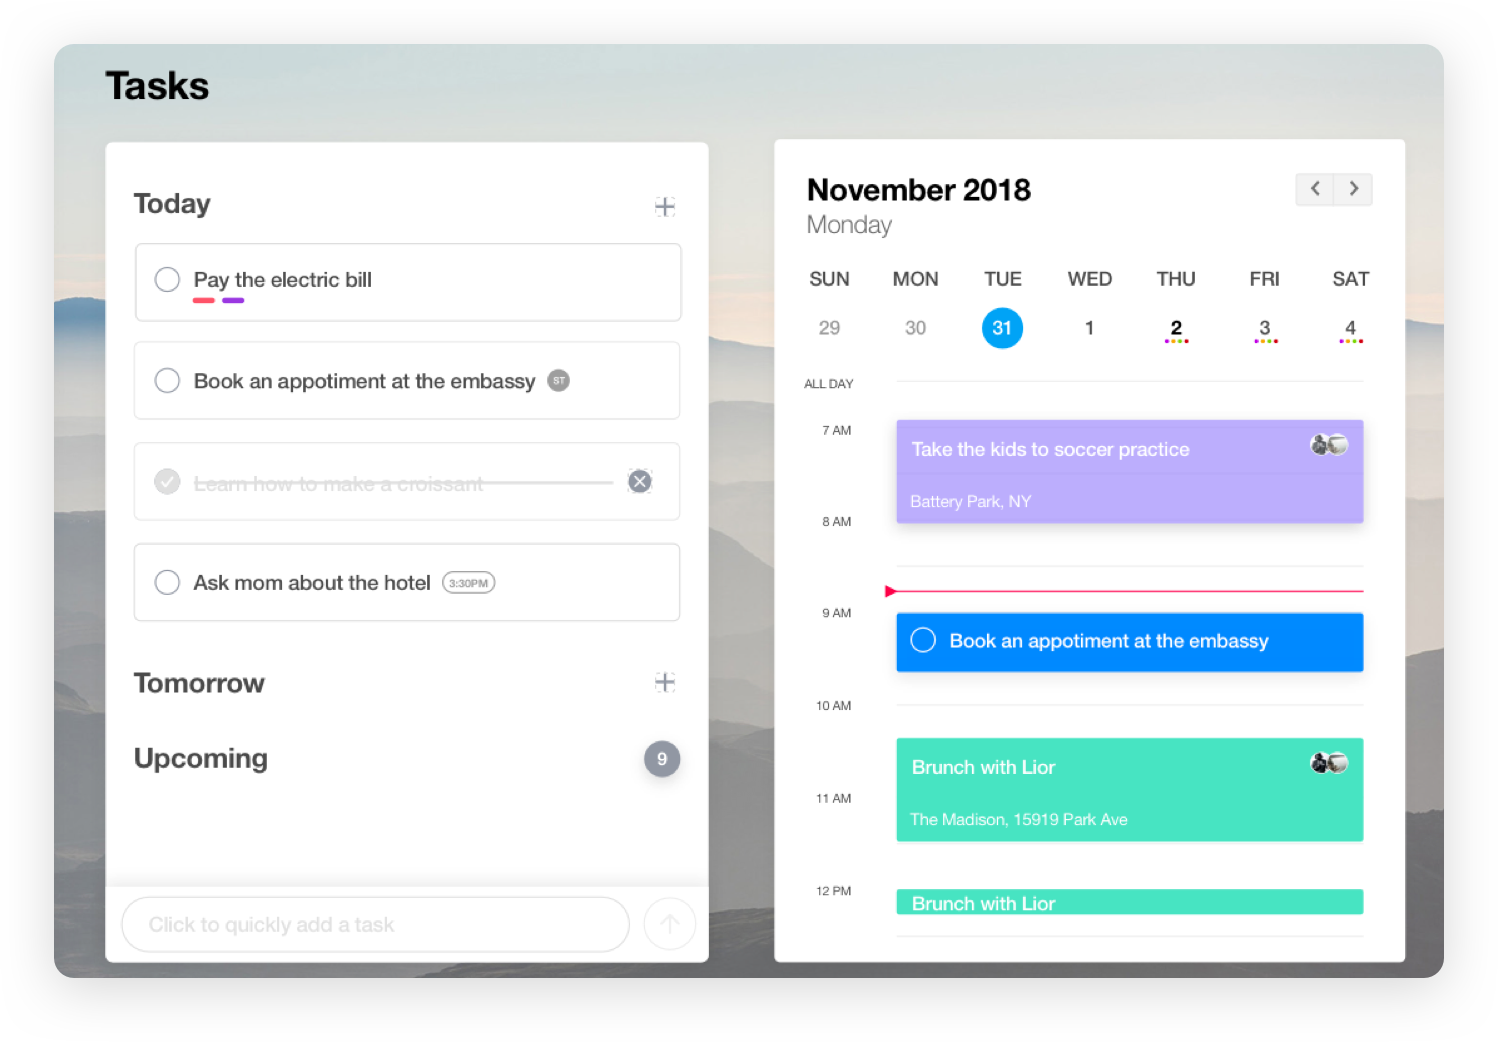 Tasks
Today
Pay the electric bill
Book an appotiment at the embassy ST
Learn how to make a croissant
Ask mom about the hotel 3:30PM
Tomorrow
Upcoming 9
Click to quickly add a task
November 2018
Monday
SUN MON TUE WED THU FRI SAT
29 30 31 1 2 3 4
ALL DAY
7 AM
Take the kids to soccer practice
Battery Park, NY
8 AM
9 AM
Book an appotiment at the embassy
10 AM
Brunch with Lior
11 AM
The Madison, 15919 Park Ave
12 PM
Brunch with Lior